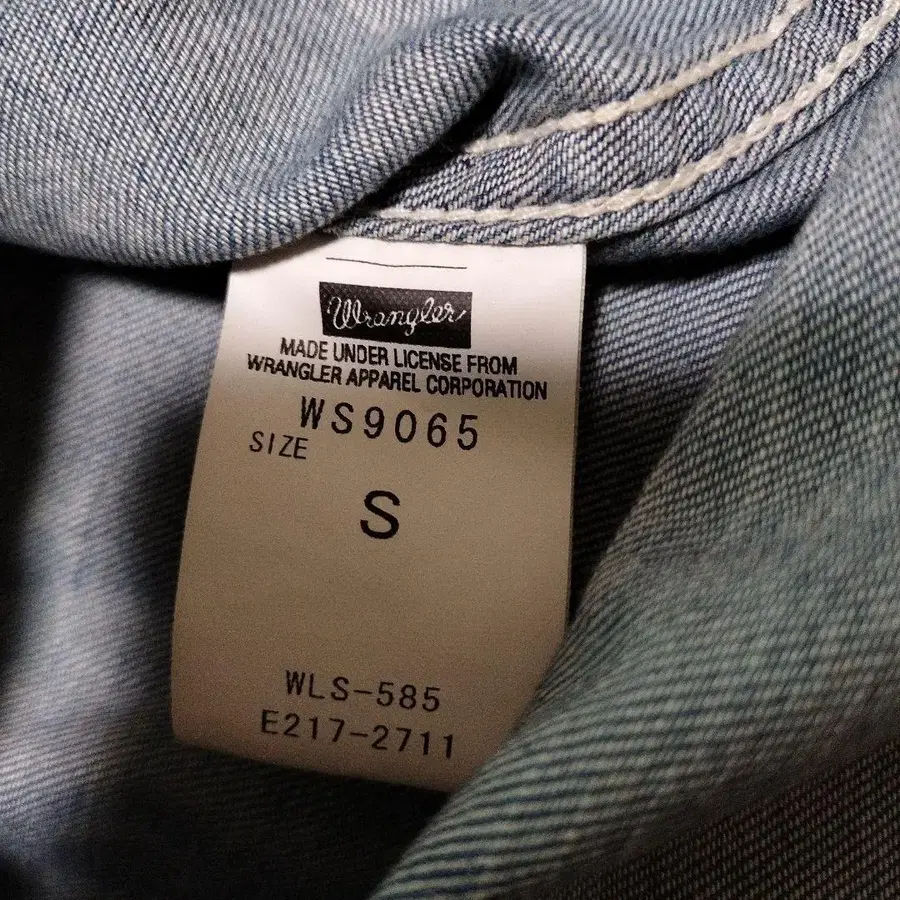 Wrangler
MADE UNDER LICENSE FROM
WRANGLER APPAREL CORPORATION
WS9065
SIZE
S
WLS-585
E217-2711